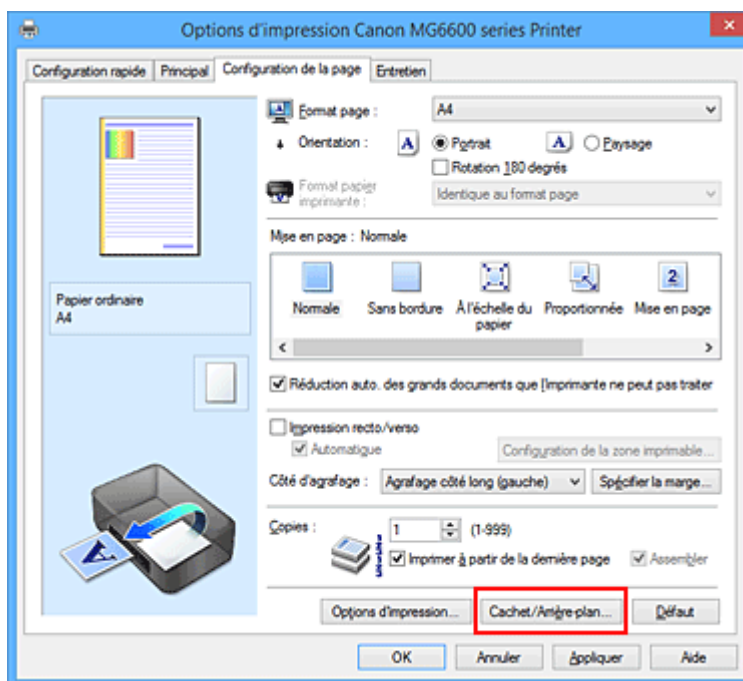 Options d'impression Canon MG6600 series Printer
Configuration rapide Principal Configuration de la page Entretien
Format page : A4
Orientation : A Portrait A Paysage
Rotation 180 degrés
Format papier imprimante : Identique au format page
Mise en page : Normale
Papier ordinaire
A4
Normale Sans bordure À l'échelle du papier Proportionnée Mise en page
2
Réduction auto. des grands documents que l'imprimante ne peut pas traiter
Impression recto/verso
Automatique Configuration de la zone imprimable...
Côté d'agrafage : Agrafage côté long (gauche) Spécifier la marge...
Copies : 1 (1-999)
Imprimer à partir de la dernière page Assembler
Options d'impression... Cachet/Arrière-plan... Défaut
OK Annuler Appliquer Aide